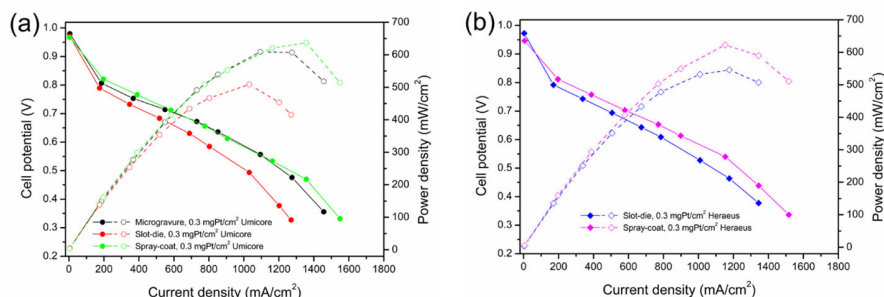 (a)
Cell potential (V)
1.0
0.9
0.8
0.7
0.6
0.5
0.4
0.3
0.2
Microgravure, 0.3 mgPt/cm² Umicore
Slot-die, 0.3 mgPt/cm² Umicore
Spray-coat, 0.3 mgPt/cm² Umicore
700
600
500
400
300
200
100
0
Power density (mW/cm²)
0 200 400 600 800 1000 1200 1400 1600 1800
Current density (mA/cm²)
(b)
Cell potential (V)
1.0
0.9
0.8
0.7
0.6
0.5
0.4
0.3
0.2
Slot-die, 0.3 mgPt/cm² Heraeus
Spray-coat, 0.3 mgPt/cm² Heraeus
700
600
500
400
300
200
100
0
Power density (mW/cm²)
0 200 400 600 800 1000 1200 1400 1600 1800
Current density (mA/cm²)